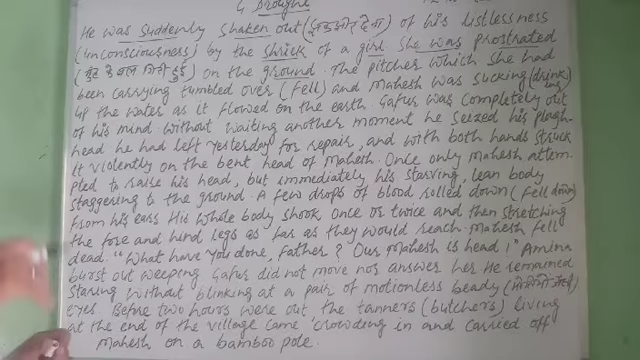 Drought
He was suddenly shaken out (झकझोर देना) of his listlessness
(unconsciousness) by the shrick of a girl she was prostrated
(मुँह के बल गिरी हुई) on the ground. The pitcher which she had
been carrying tumbled over (fell) and Mahesh was sucking (drinking)
up the water as it flowed on the earth. Gafur was completely out
of his mind without waiting another moment he seized his plough-
head he had left yesterday for repair, and with both hands struck
it violently on the bent head of Mahesh. Once only Mahesh attem-
pted to raise his head, but immediately his starving, lean body
staggering to the ground. A few drops of blood rolled down (fell down)
from his ears His whole body shook once or twice and then stretching
the fore and hind legs as far as they would reach Mahesh fell
dead. "What have you done, Father? Our Mahesh is head!" Amina
burst out weeping Gafur did not move nor answer her He remained
staring without blinking at a pair of motionless beady
eyes. Before two hours were out the tanners (butchers) living
at the end of the village came crowding in and carried off
Mahesh on a bamboo pole.